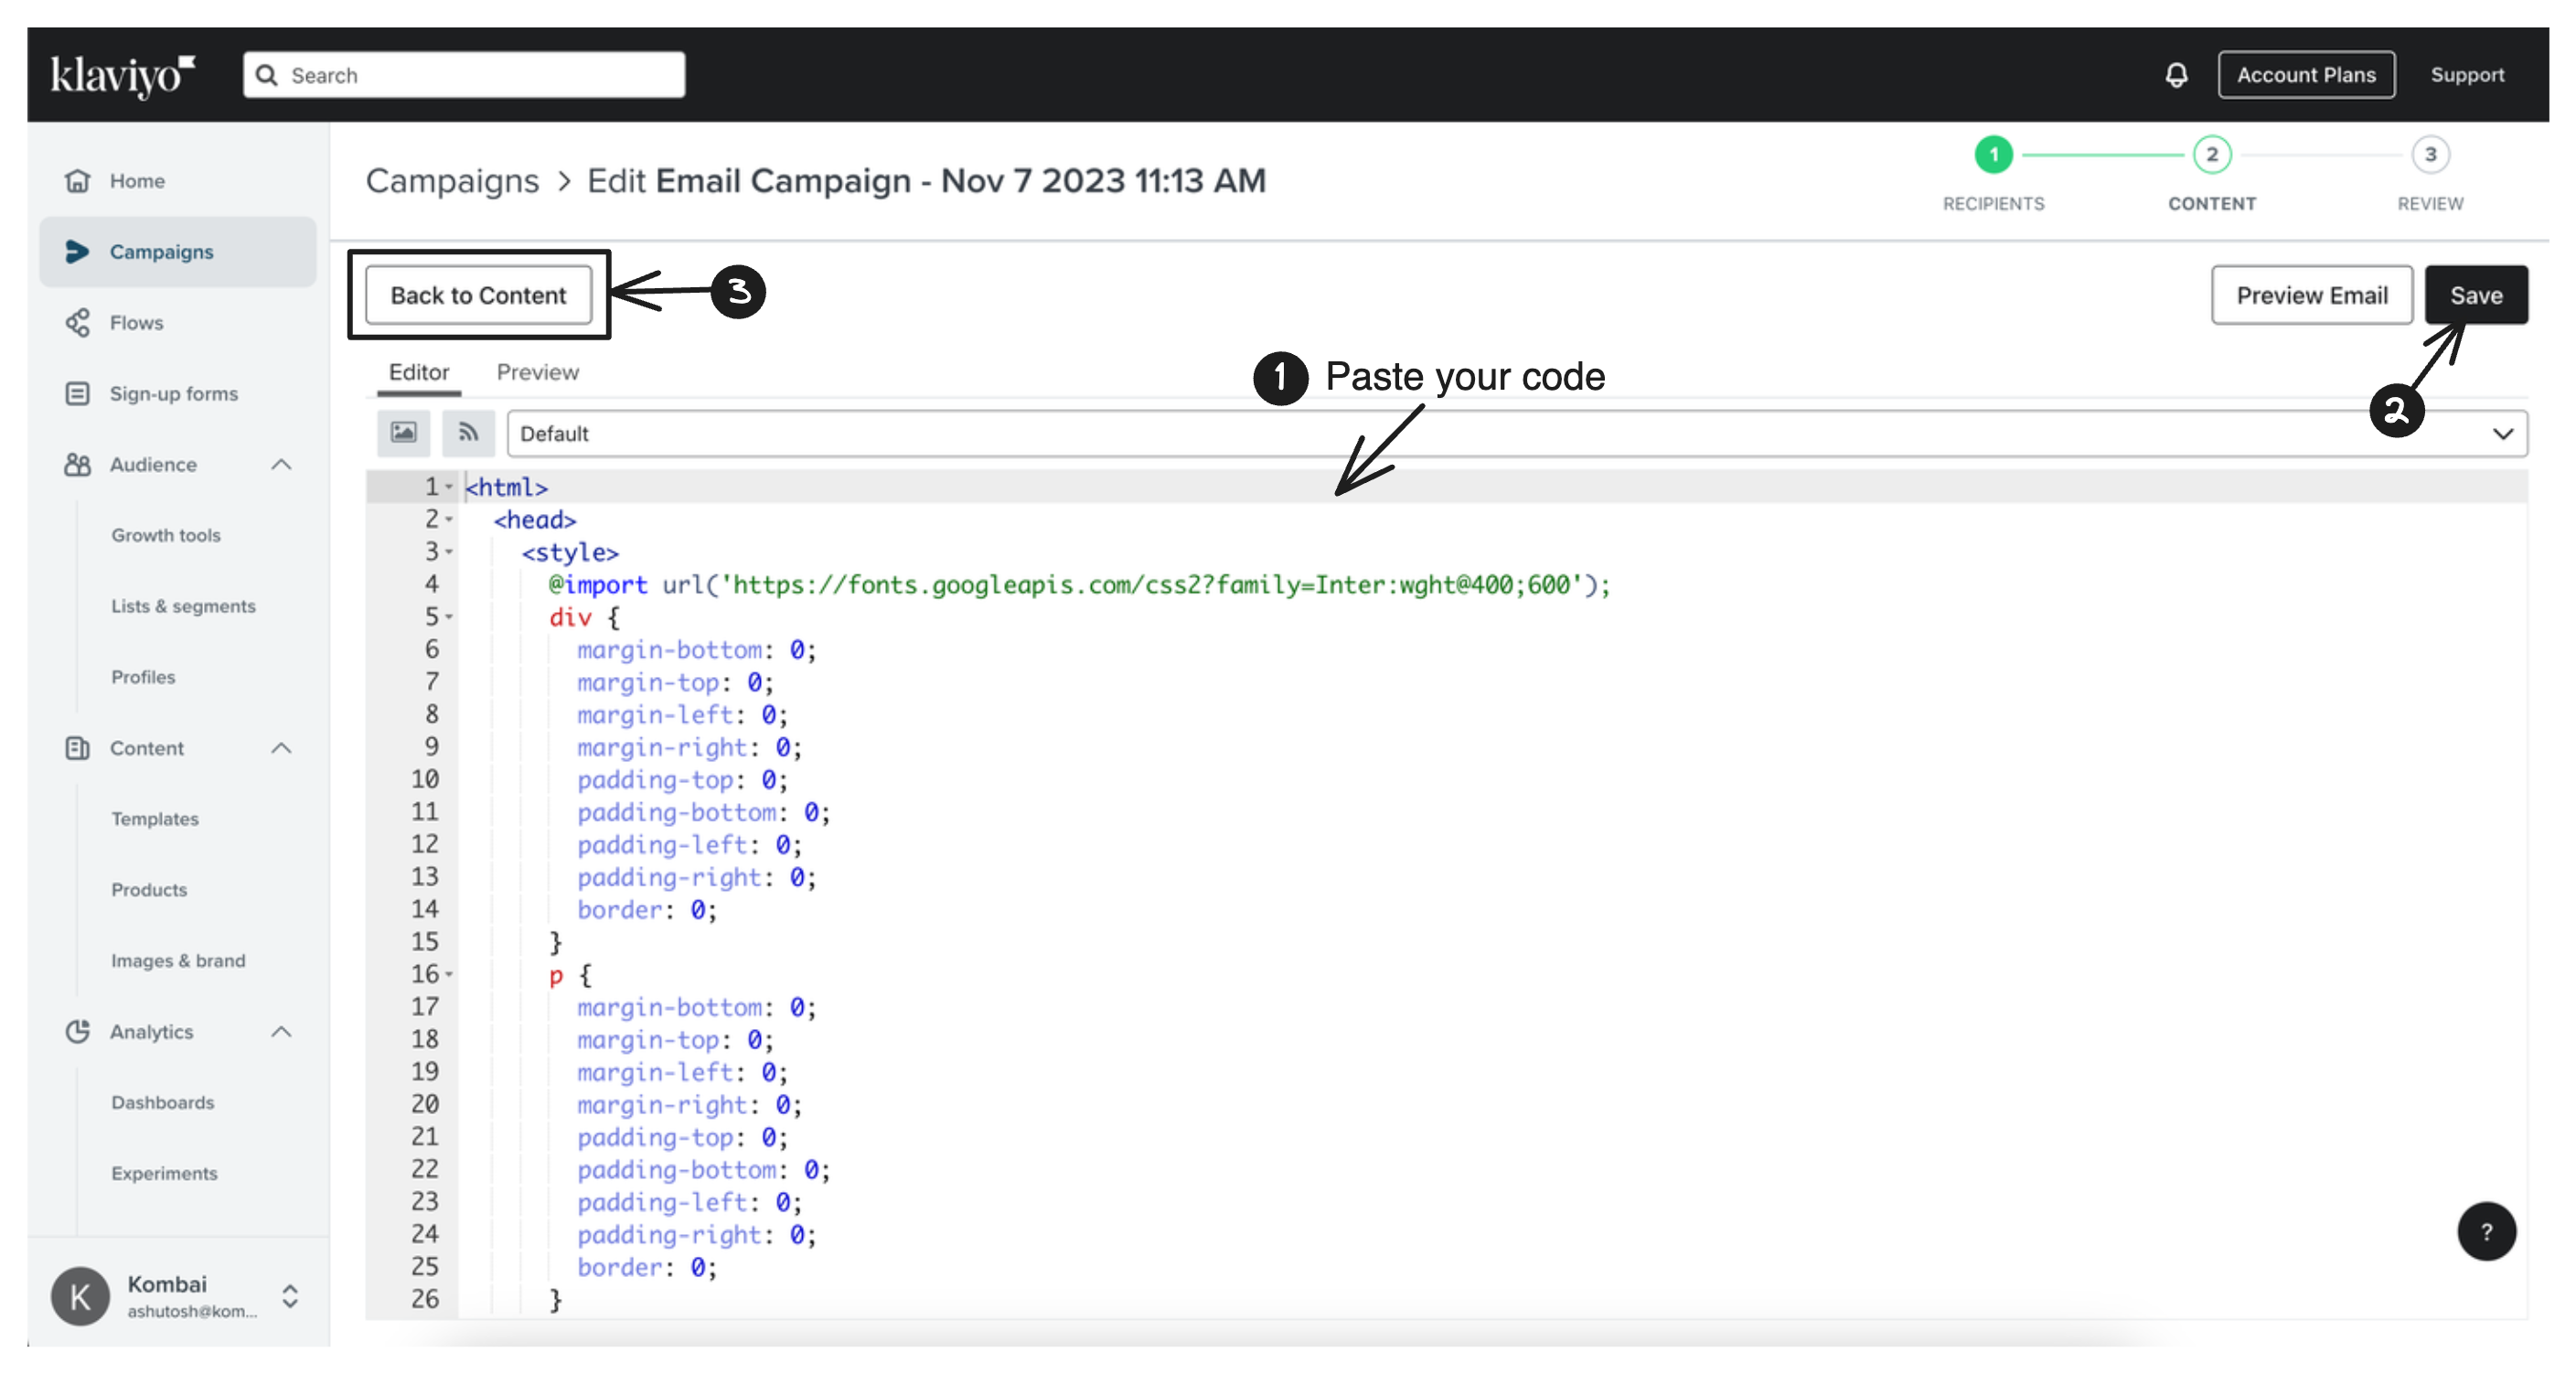 klaviyo
Search
Account Plans
Support
Home
Campaigns
Flows
Sign-up forms
Audience
Growth tools
Lists & segments
Profiles
Content
Templates
Products
Images & brand
Analytics
Dashboards
Experiments
K
Kombai
ashutosh@kom...
Campaigns > Edit Email Campaign - Nov 7 2023 11:13 AM
1
RECIPIENTS
2
CONTENT
3
REVIEW
Back to Content
3
Preview Email
Save
2
Editor
Preview
1 Paste your code
Default
1 <html>
2 <head>
3 <style>
4 @import url('https://fonts.googleapis.com/css2?family=Inter:wght@400;600');
5 div {
6 margin-bottom: 0;
7 margin-top: 0;
8 margin-left: 0;
9 margin-right: 0;
10 padding-top: 0;
11 padding-bottom: 0;
12 padding-left: 0;
13 padding-right: 0;
14 border: 0;
15 }
16 p {
17 margin-bottom: 0;
18 margin-top: 0;
19 margin-left: 0;
20 margin-right: 0;
21 padding-top: 0;
22 padding-bottom: 0;
23 padding-left: 0;
24 padding-right: 0;
25 border: 0;
26 }
?